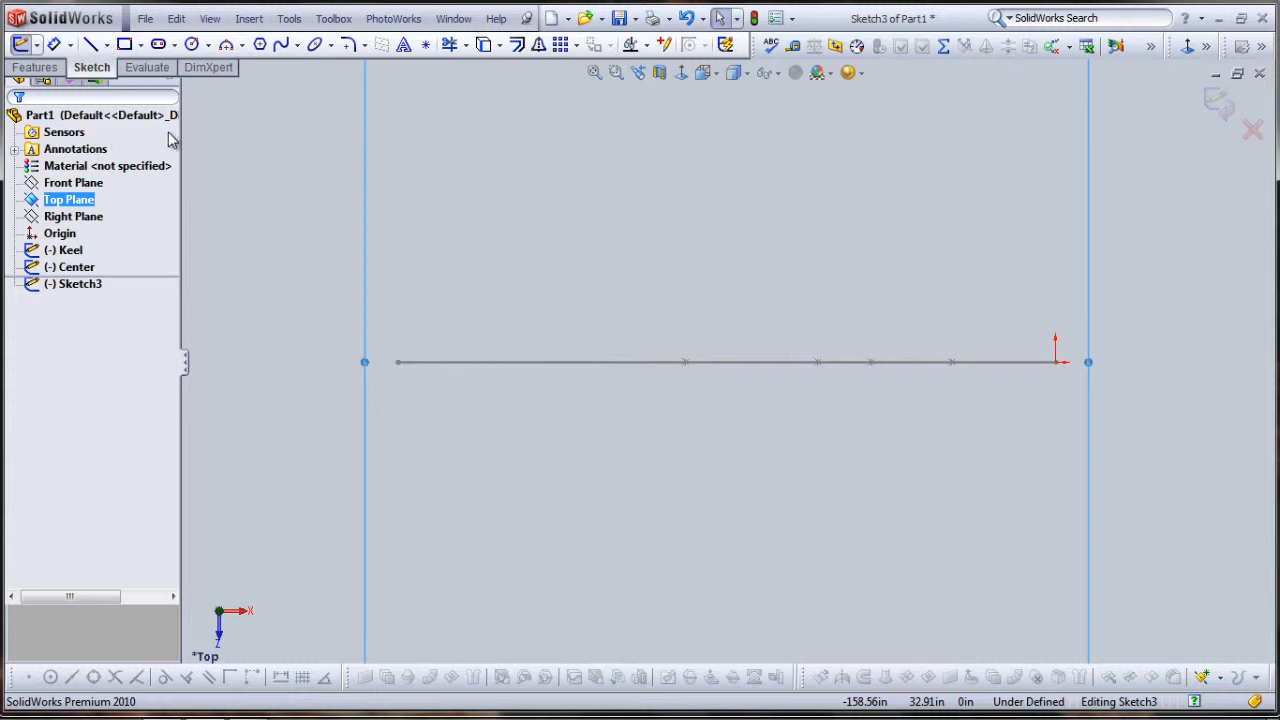 SolidWorks File Edit View Insert Tools Toolbox PhotoWorks Window Help Sketch3 of Part1 * SolidWorks Search ?
Features Sketch Evaluate DimXpert
Part1 (Default<<Default>_D
Sensors
Annotations
Material <not specified>
Front Plane
Top Plane
Right Plane
Origin
(-) Keel
(-) Center
(-) Sketch3
X
Z
*Top
SolidWorks Premium 2010 -158.56in 32.91in 0in Under Defined Editing Sketch3 ?